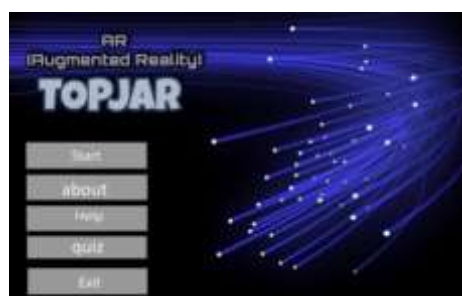 AR
(Augmented Reality)
TOPJAR
Start
about
Help
quiz
Exit